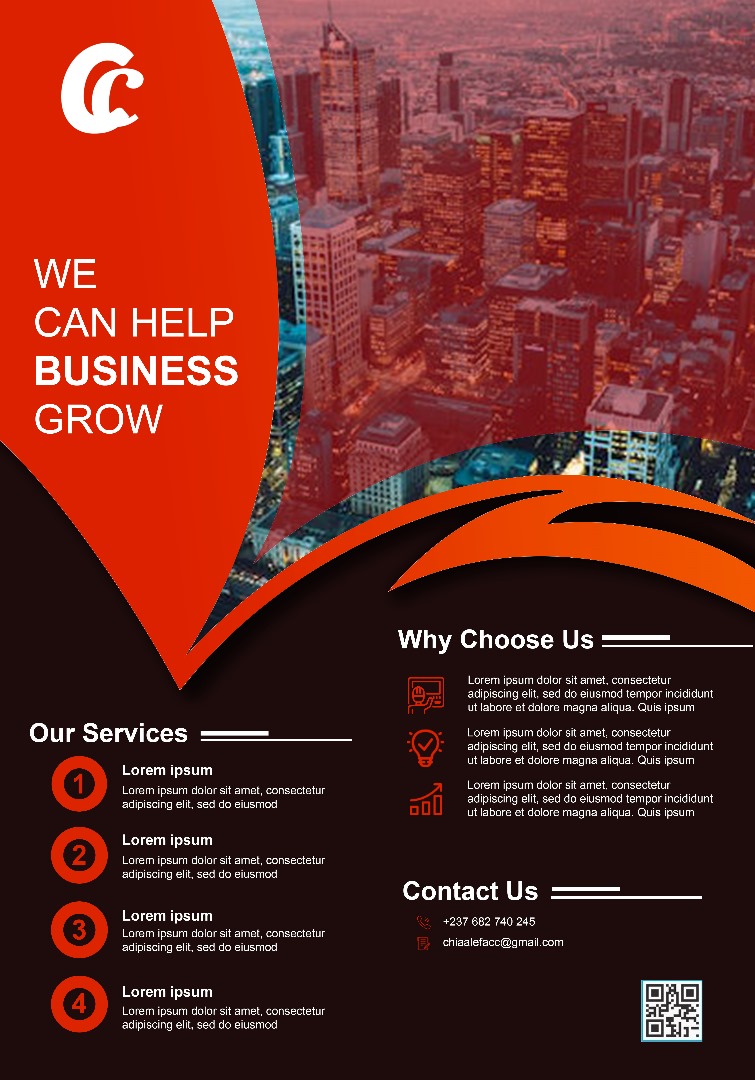 Cc
WE
CAN HELP
BUSINESS
GROW
Our Services
1
Lorem ipsum
Lorem ipsum dolor sit amet, consectetur
adipiscing elit, sed do eiusmod
2
Lorem ipsum
Lorem ipsum dolor sit amet, consectetur
adipiscing elit, sed do eiusmod
3
Lorem ipsum
Lorem ipsum dolor sit amet, consectetur
adipiscing elit, sed do eiusmod
4
Lorem ipsum
Lorem ipsum dolor sit amet, consectetur
adipiscing elit, sed do eiusmod
Why Choose Us
Lorem ipsum dolor sit amet, consectetur
adipiscing elit, sed do eiusmod tempor incididunt
ut labore et dolore magna aliqua. Quis ipsum
Lorem ipsum dolor sit amet, consectetur
adipiscing elit, sed do eiusmod tempor incididunt
ut labore et dolore magna aliqua. Quis ipsum
Lorem ipsum dolor sit amet, consectetur
adipiscing elit, sed do eiusmod tempor incididunt
ut labore et dolore magna aliqua. Quis ipsum
Contact Us
+237 682 740 245
chiaalefacc@gmail.com